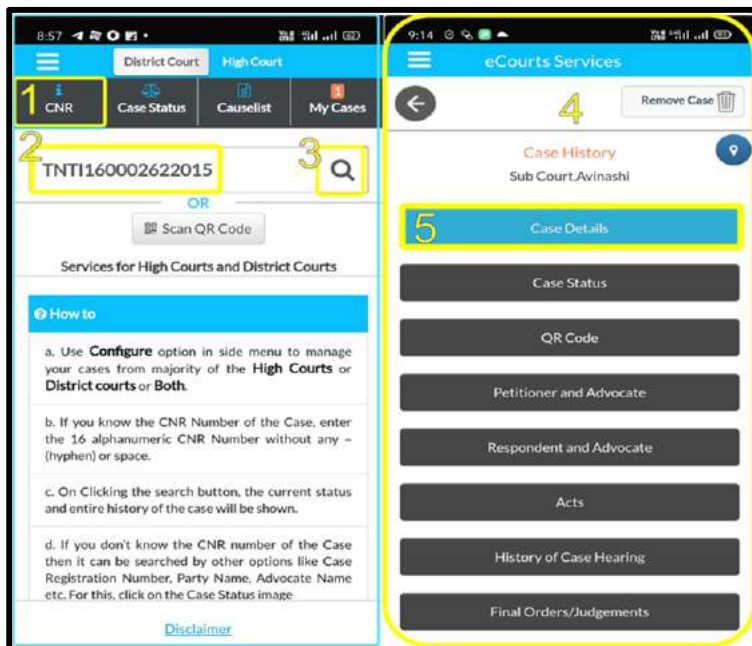 8:57
District Court High Court
1 CNR Case Status Causelist 1 My Cases
2 TNTI160002622015 3
OR
Scan QR Code
Services for High Courts and District Courts
How to
a. Use Configure option in side menu to manage
your cases from majority of the High Courts or
District courts or Both.
b. If you know the CNR Number of the Case, enter
the 16 alphanumeric CNR Number without any –
(hyphen) or space.
c. On Clicking the search button, the current status
and entire history of the case will be shown.
d. If you don't know the CNR number of the Case
then it can be searched by other options like Case
Registration Number, Party Name, Advocate Name
etc. For this, click on the Case Status image
Disclaimer
9:14
eCourts Services
4 Remove Case
Case History
Sub Court,Avinashi
5 Case Details
Case Status
QR Code
Petitioner and Advocate
Respondent and Advocate
Acts
History of Case Hearing
Final Orders/Judgements